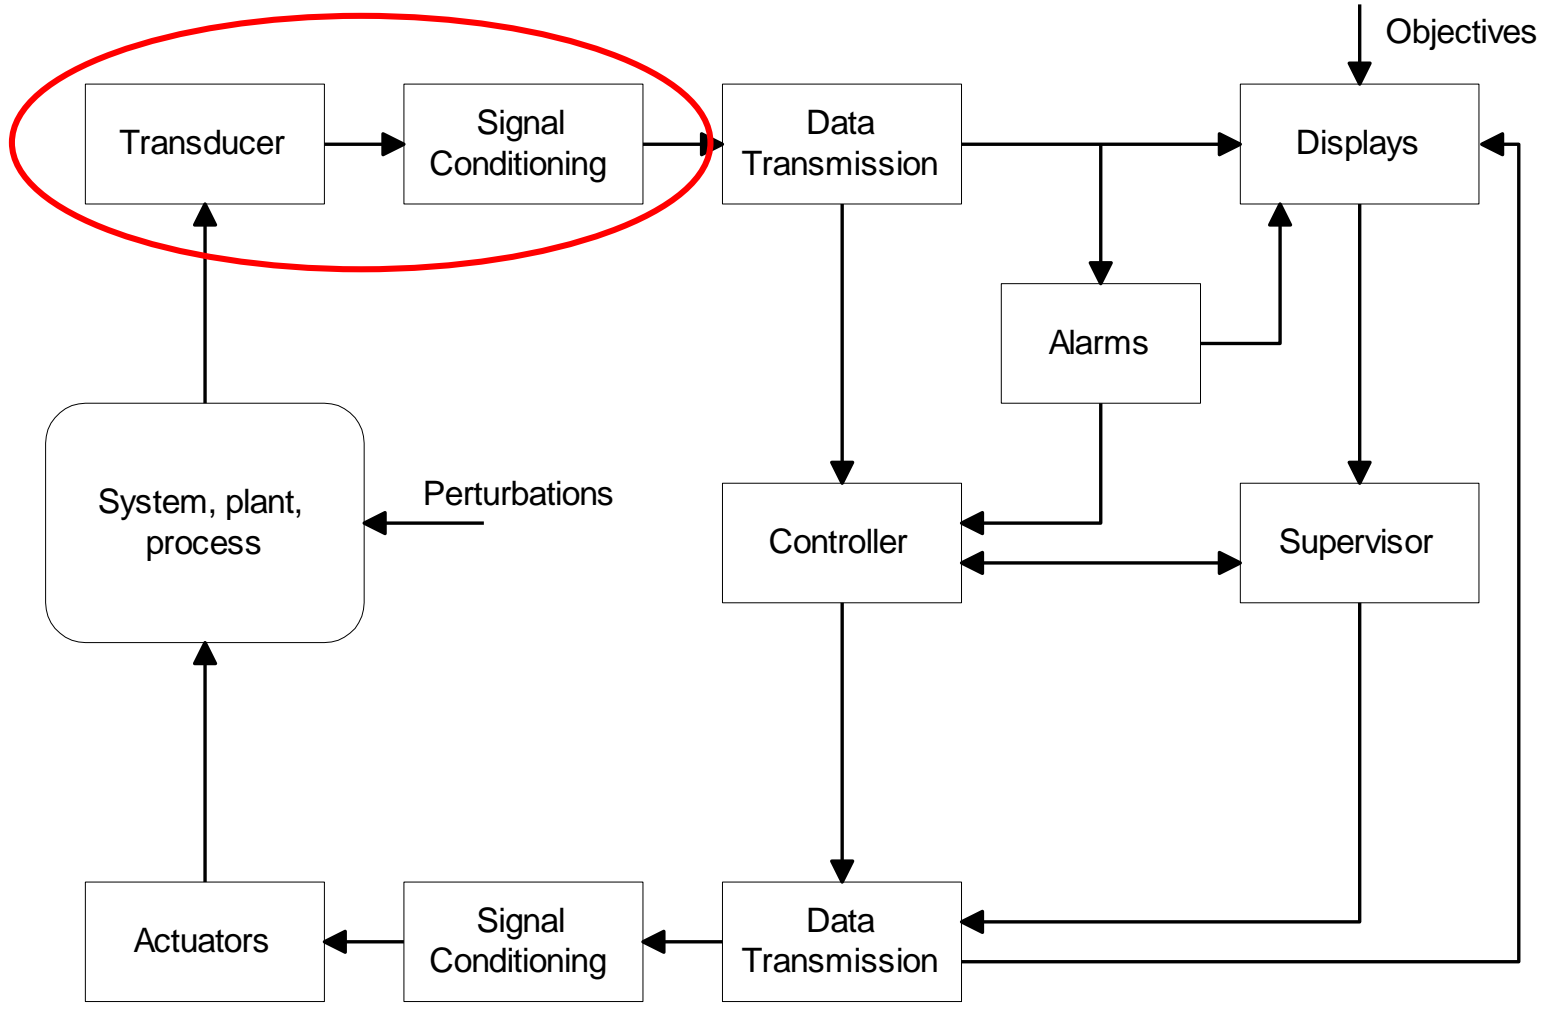 Objectives
Transducer
Signal
Conditioning
Data
Transmission
Displays
Alarms
System, plant,
process
Perturbations
Controller
Supervisor
Actuators
Signal
Conditioning
Data
Transmission